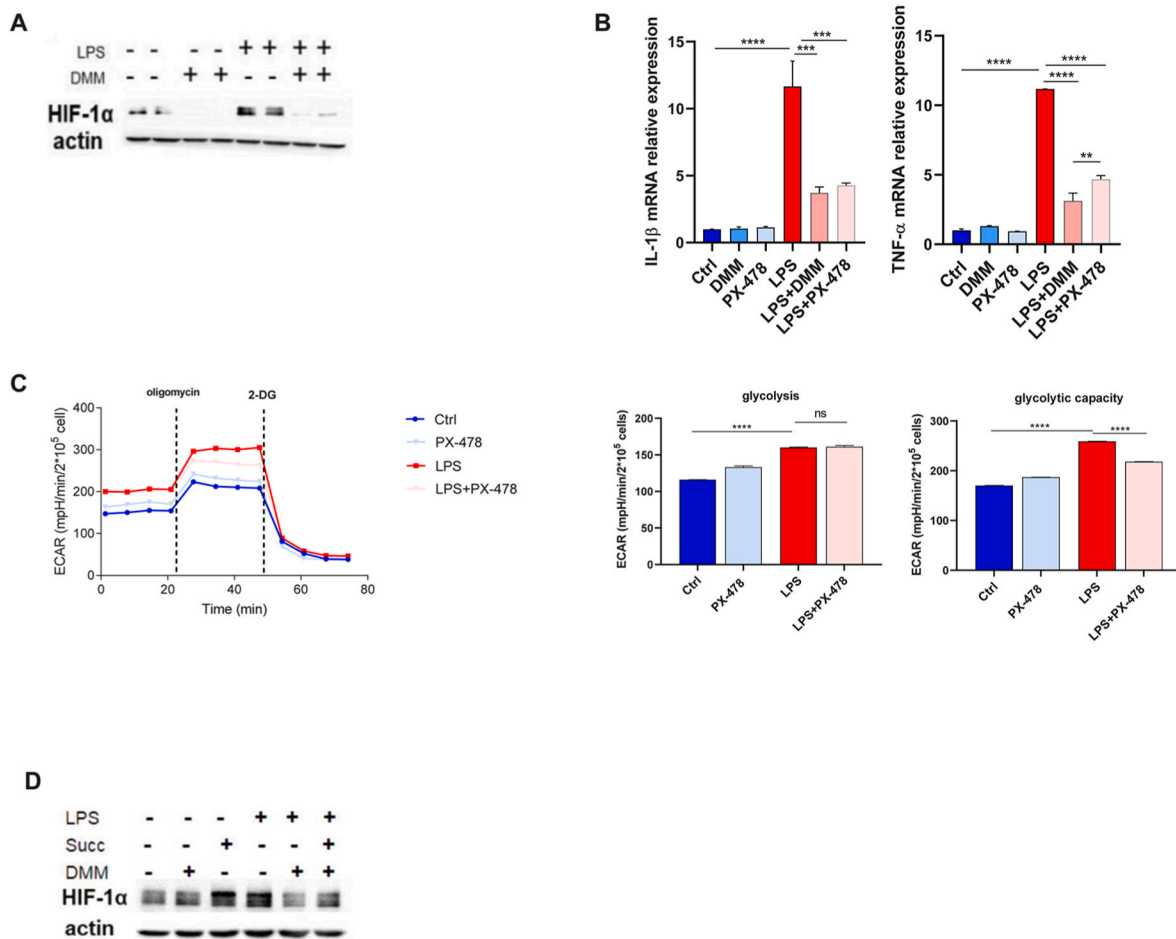 A
LPS - - - - + + + +
DMM - - + + - - + +
HIF-1α
actin
B
IL-1β mRNA relative expression
15
10
5
0
****
***
***
Ctrl
DMM
PX-478
LPS
LPS+DMM
LPS+PX-478
TNF-α mRNA relative expression
15
10
5
0
****
****
****
**
Ctrl
DMM
PX-478
LPS
LPS+DMM
LPS+PX-478
C
oligomycin
2-DG
ECAR (mpH/min/2*10⁵ cell)
400
300
200
100
0
0 20 40 60 80
Time (min)
Ctrl
PX-478
LPS
LPS+PX-478
glycolysis
ECAR (mpH/min/2*10⁵ cells)
200
150
100
50
0
****
ns
Ctrl
PX-478
LPS
LPS+PX-478
glycolytic capacity
ECAR (mpH/min/2*10⁵ cells)
300
200
100
0
****
****
Ctrl
PX-478
LPS
LPS+PX-478
D
LPS - - - + + +
Succ - - + - - +
DMM - + - - + +
HIF-1α
actin